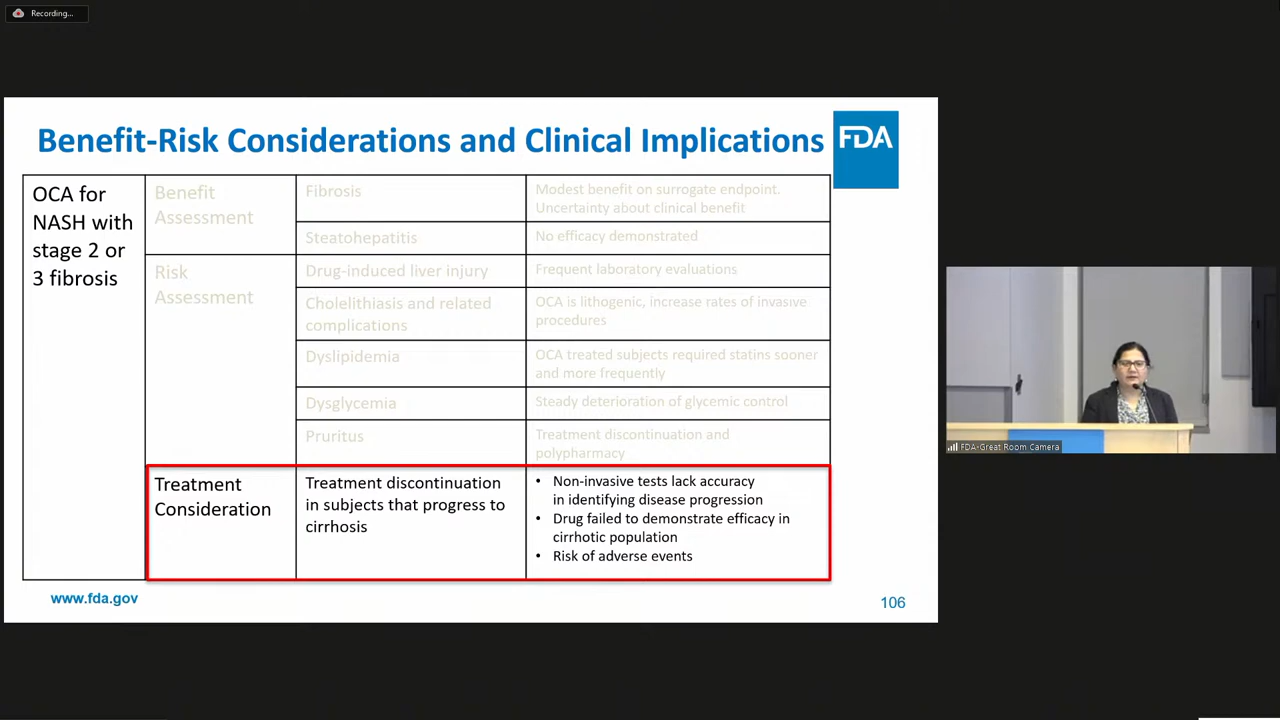 Recording...
Benefit-Risk Considerations and Clinical Implications
FDA
OCA for
NASH with
stage 2 or
3 fibrosis
Benefit
Assessment
Fibrosis
Modest benefit on surrogate endpoint.
Uncertainty about clinical benefit
Steatohepatitis
No efficacy demonstrated
Risk
Assessment
Drug-induced liver injury
Frequent laboratory evaluations
Cholelithiasis and related
complications
OCA is lithogenic, increase rates of invasive
procedures
Dyslipidemia
OCA treated subjects required statins sooner
and more frequently
Dysglycemia
Steady deterioration of glycemic control
Pruritus
Treatment discontinuation and
polypharmacy
Treatment
Consideration
Treatment discontinuation
in subjects that progress to
cirrhosis
• Non-invasive tests lack accuracy
in identifying disease progression
• Drug failed to demonstrate efficacy in
cirrhotic population
• Risk of adverse events
www.fda.gov
106
FDA-Great Room Camera